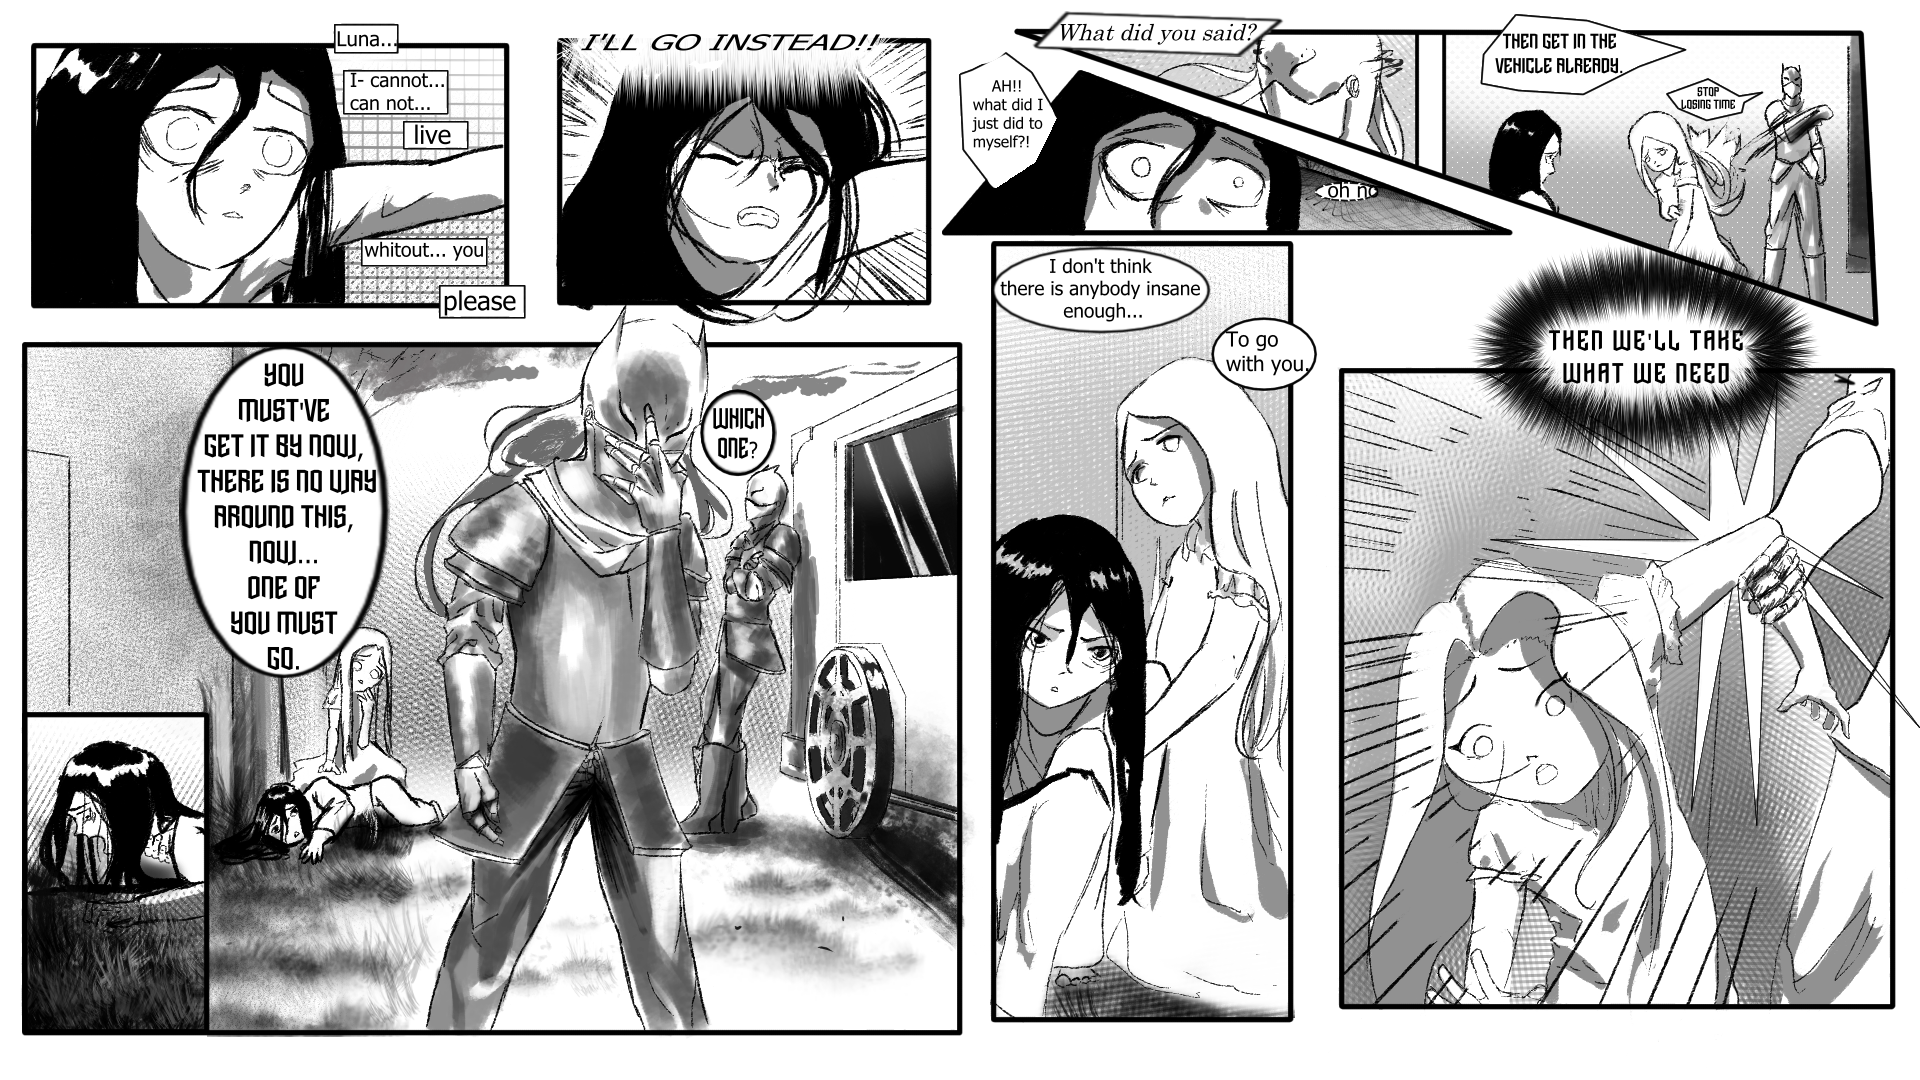 Luna...
I- cannot...
can not...
live
whitout... you
please
I'LL GO INSTEAD!!
What did you said?
AH!!
what did I
just did to
myself?!
oh no
THEN GET IN THE
VEHICLE ALREADY.
STOP
LOSING TIME
YOU
MUST'VE
GET IT BY NOW,
THERE IS NO WAY
AROUND THIS,
NOW...
ONE OF
YOU MUST
GO.
WHICH
ONE?
I don't think
there is anybody insane
enough...
To go
with you.
THEN WE'LL TAKE
WHAT WE NEED